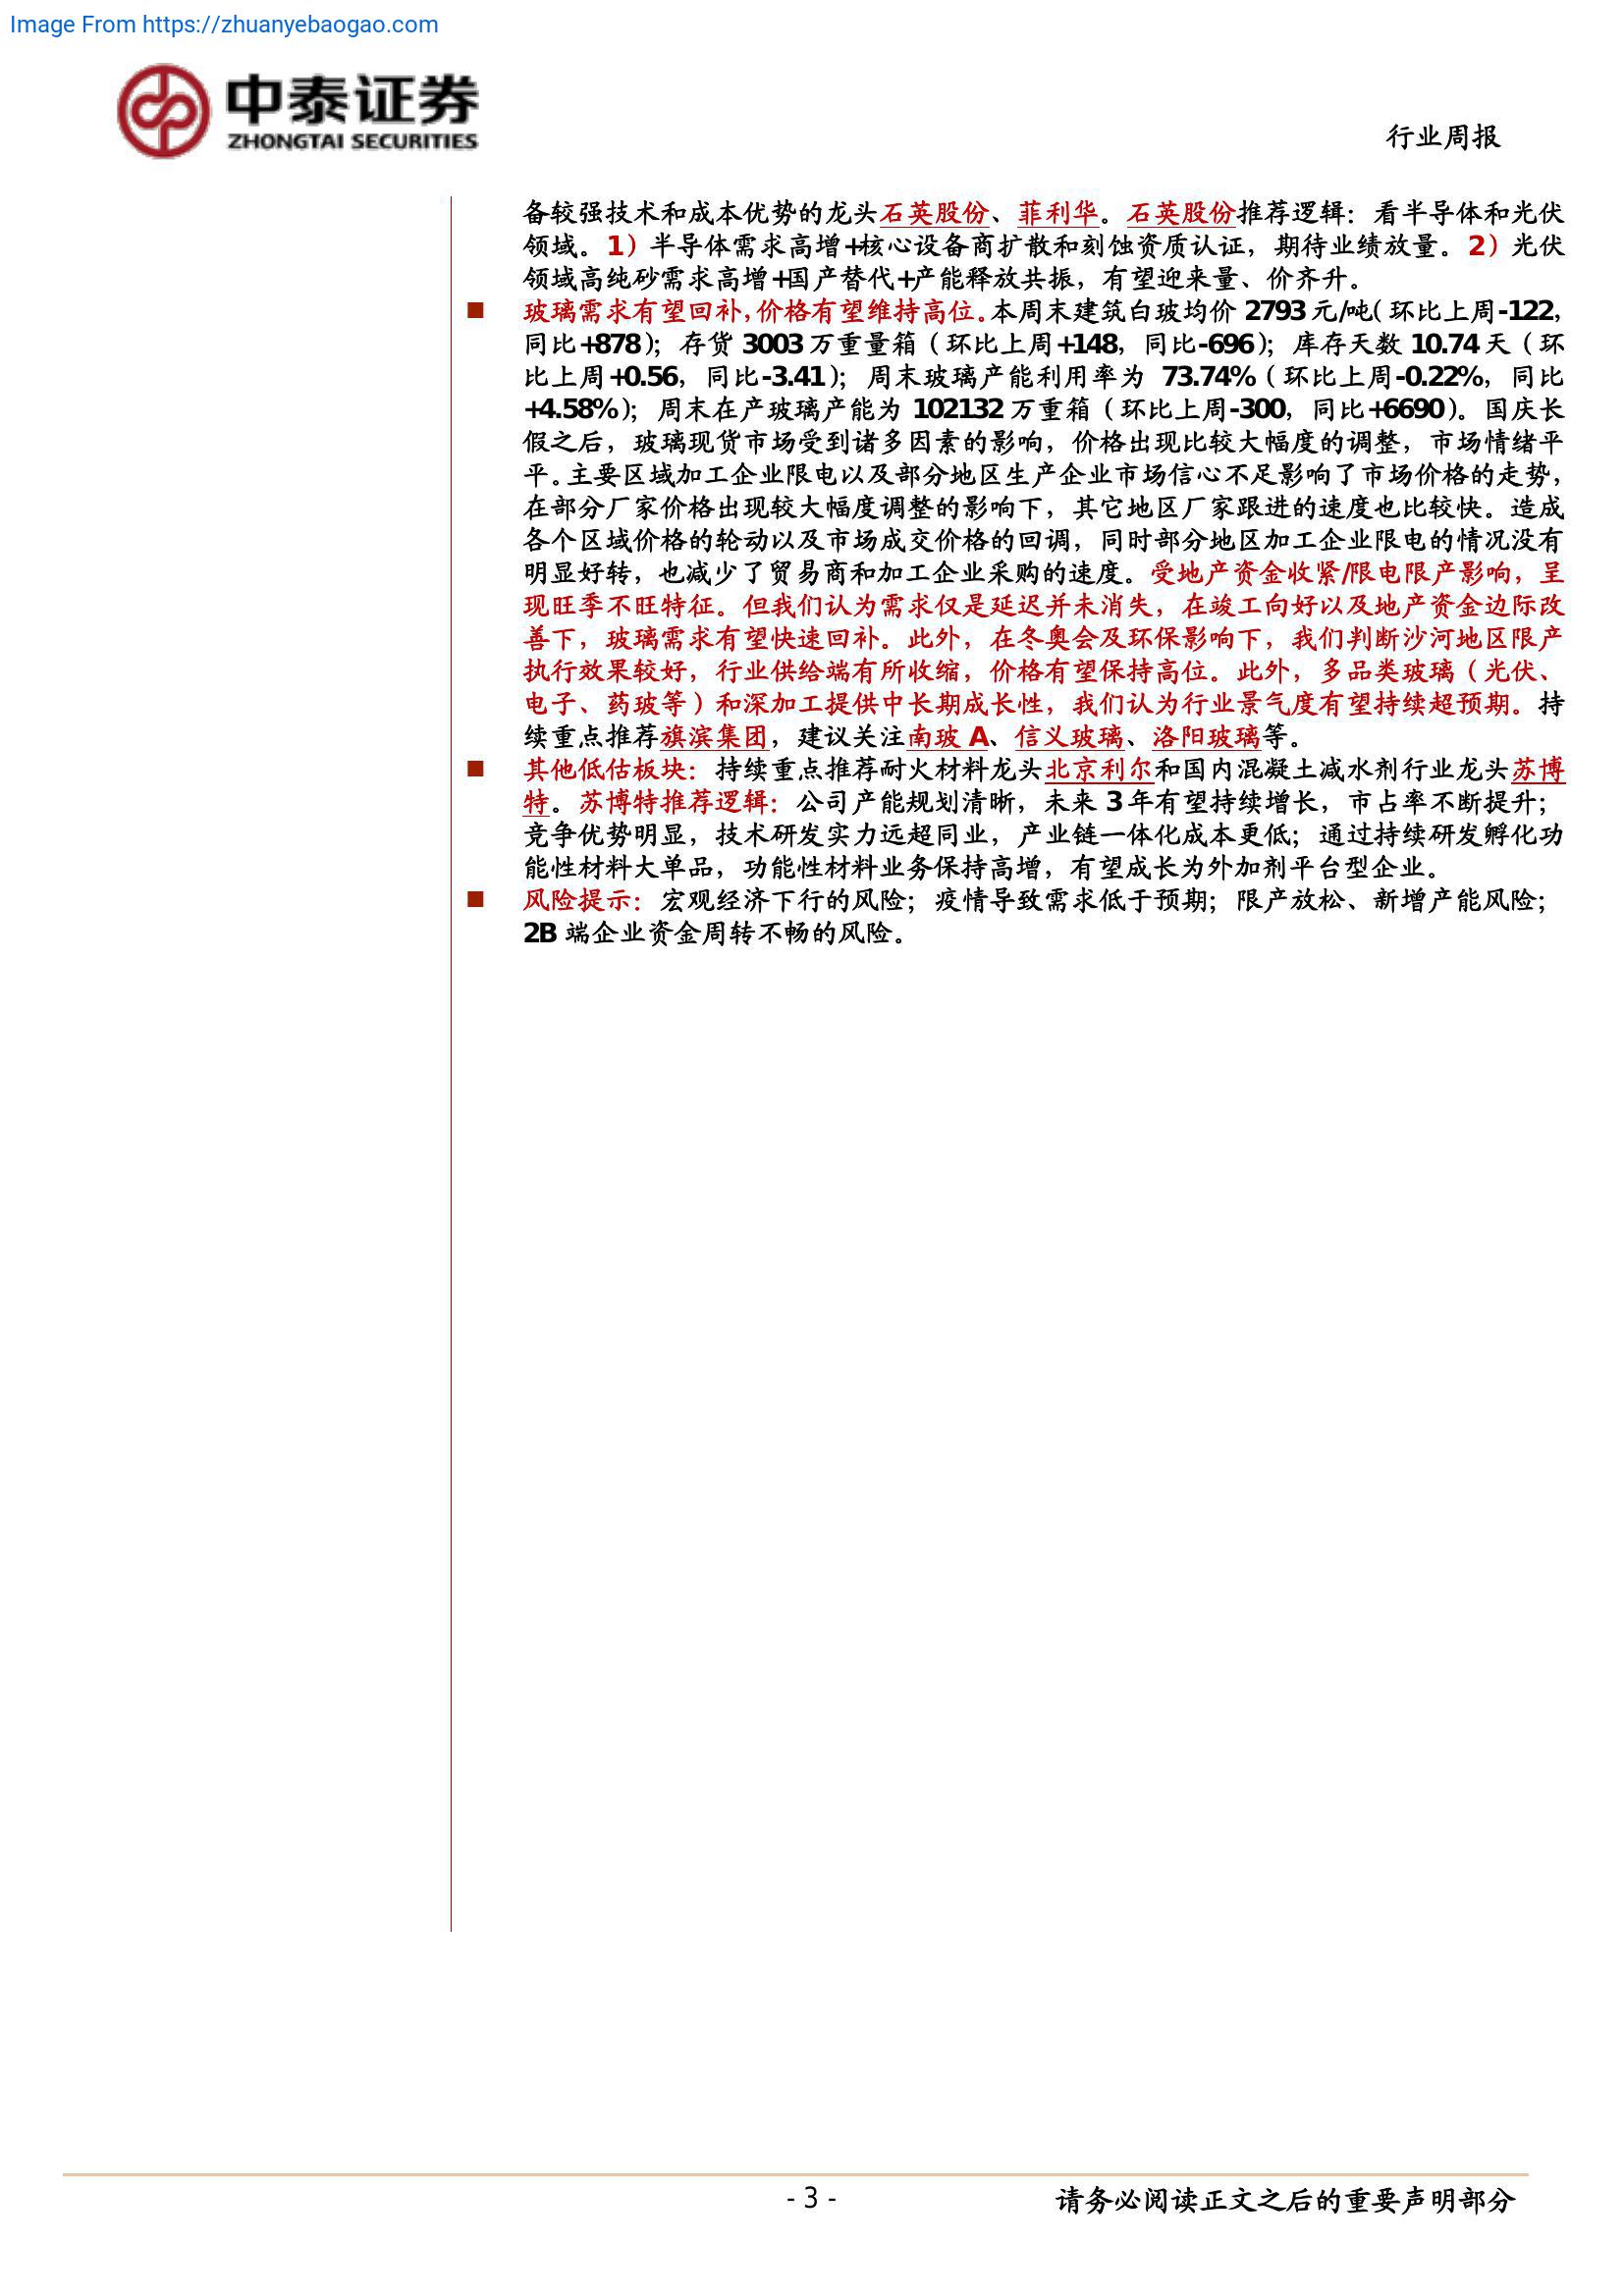 Image From https://zhuanyebaogao.com
中泰证券
ZHONGTAI SECURITIES
行业周报
备较强技术和成本优势的龙头石英股份、菲利华。石英股份推荐逻辑：看半导体和光伏
领域。1）半导体需求高增+核心设备商扩散和刻蚀资质认证，期待业绩放量。2）光伏
领域高纯砂需求高增+国产替代+产能释放共振，有望迎来量、价齐升。
■ 玻璃需求有望回补，价格有望维持高位。本周末建筑白玻均价 2793 元/吨（环比上周-122，
同比+878）；存货 3003 万重量箱（环比上周+148，同比-696）；库存天数 10.74 天（环
比上周+0.56，同比-3.41）；周末玻璃产能利用率为 73.74%（环比上周-0.22%，同比
+4.58%）；周末在产玻璃产能为 102132 万重箱（环比上周-300，同比+6690）。国庆长
假之后，玻璃现货市场受到诸多因素的影响，价格出现比较大幅度的调整，市场情绪平
平。主要区域加工企业限电以及部分地区生产企业市场信心不足影响了市场价格的走势，
在部分厂家价格出现较大幅度调整的影响下，其它地区厂家跟进的速度也比较快。造成
各个区域价格的轮动以及市场成交价格的回调，同时部分地区加工企业限电的情况没有
明显好转，也减少了贸易商和加工企业采购的速度。受地产资金收紧/限电限产影响，呈
现旺季不旺特征。但我们认为需求仅是延迟并未消失，在竣工向好以及地产资金边际改
善下，玻璃需求有望快速回补。此外，在冬奥会及环保影响下，我们判断沙河地区限产
执行效果较好，行业供给端有所收缩，价格有望保持高位。此外，多品类玻璃（光伏、
电子、药玻等）和深加工提供中长期成长性，我们认为行业景气度有望持续超预期。持
续重点推荐旗滨集团，建议关注南玻 A、信义玻璃、洛阳玻璃等。
■ 其他低估板块：持续重点推荐耐火材料龙头北京利尔和国内混凝土减水剂行业龙头苏博
特。苏博特推荐逻辑：公司产能规划清晰，未来 3 年有望持续增长，市占率不断提升；
竞争优势明显，技术研发实力远超同业，产业链一体化成本更低；通过持续研发孵化功
能性材料大单品，功能性材料业务保持高增，有望成长为外加剂平台型企业。
■ 风险提示：宏观经济下行的风险；疫情导致需求低于预期；限产放松、新增产能风险；
2B 端企业资金周转不畅的风险。
- 3 -
请务必阅读正文之后的重要声明部分